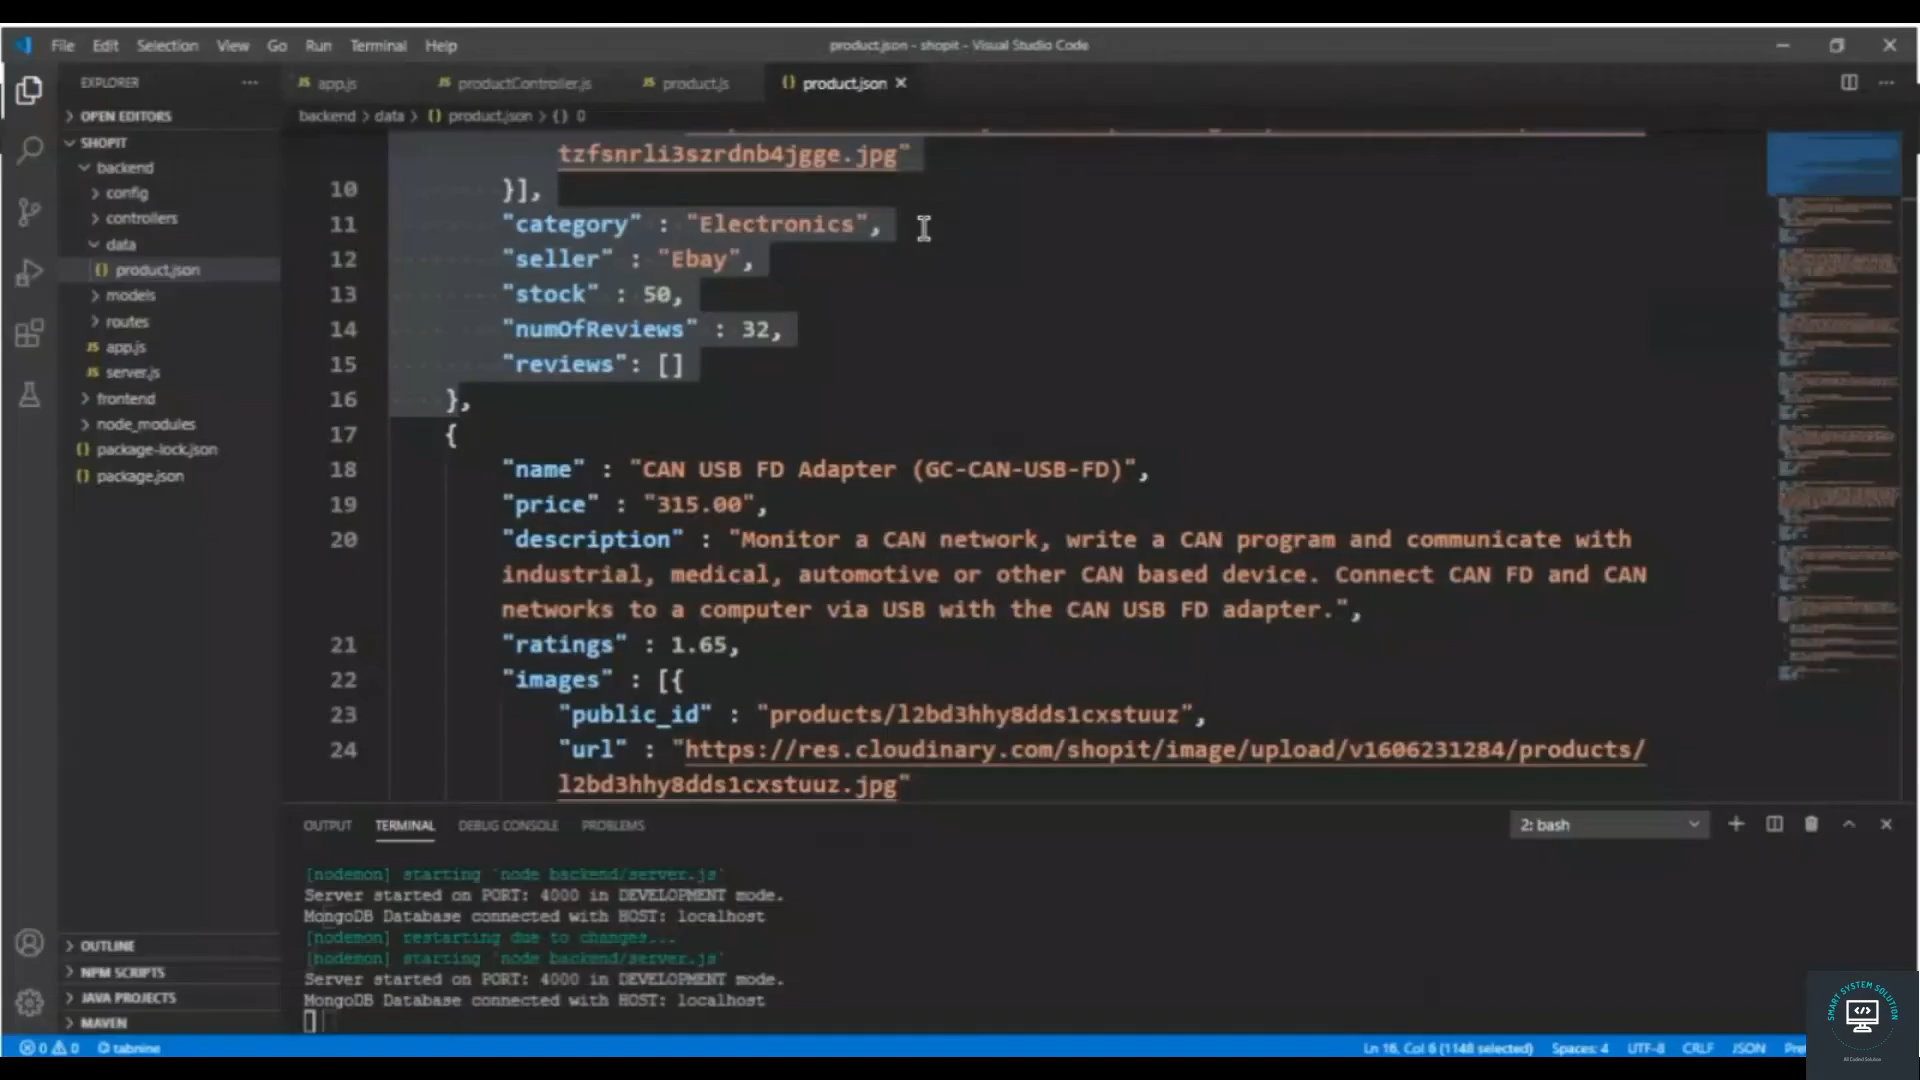 File Edit Selection View Go Run Terminal Help
product.json - shopit - Visual Studio Code
EXPLORER
app.js
productController.js
product.js
product.json
OPEN EDITORS
backend > data > {} product.json > {} 0
SHOPIT
backend
config
controllers
data
{} product.json
models
routes
JS app.js
JS server.js
frontend
node_modules
{} package-lock.json
{} package.json
tzfsnrli3szrdnb4jgge.jpg"
10 }],
11 "category" : "Electronics",
12 "seller" : "Ebay",
13 "stock" : 50,
14 "numOfReviews" : 32,
15 "reviews": []
16 },
17 {
18 "name" : "CAN USB FD Adapter (GC-CAN-USB-FD)",
19 "price" : "315.00",
20 "description" : "Monitor a CAN network, write a CAN program and communicate with
industrial, medical, automotive or other CAN based device. Connect CAN FD and CAN
networks to a computer via USB with the CAN USB FD adapter.",
21 "ratings" : 1.65,
22 "images" : [{
23 "public_id" : "products/l2bd3hhy8dds1cxstuuz",
24 "url" : "https://res.cloudinary.com/shopit/image/upload/v1606231284/products/
l2bd3hhy8dds1cxstuuz.jpg"
OUTPUT TERMINAL DEBUG CONSOLE PROBLEMS
2: bash
[nodemon] starting `node backend/server.js`
Server started on PORT: 4000 in DEVELOPMENT mode.
MongoDB Database connected with HOST: localhost
[nodemon] restarting due to changes...
[nodemon] starting `node backend/server.js`
Server started on PORT: 4000 in DEVELOPMENT mode.
MongoDB Database connected with HOST: localhost
OUTLINE
NPM SCRIPTS
JAVA PROJECTS
MAVEN
0 0 tabnine
Ln 16, Col 6 (1148 selected) Spaces: 4 UTF-8 CRLF JSON
SMART SYSTEM SOLUTION